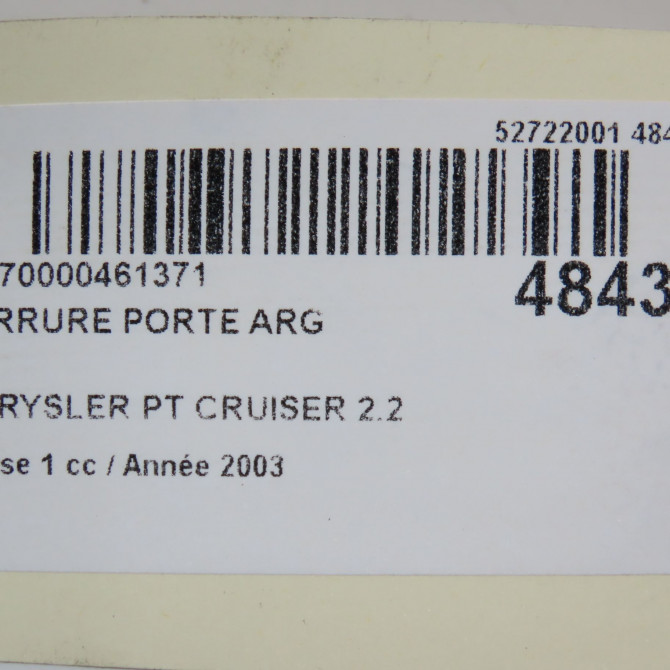 52722001 484
70000461371
4843
RRURE PORTE ARG
RYSLER PT CRUISER 2.2
se 1 cc / Année 2003